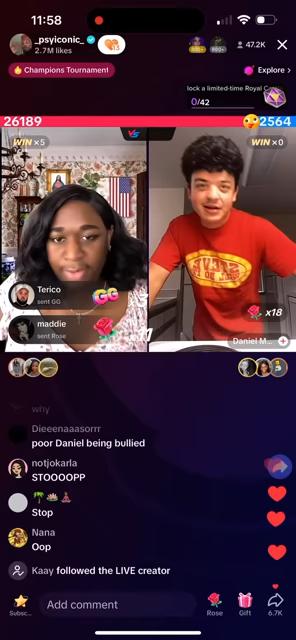 11:58
_psyiconic_
2.7M likes
47.2K
Champions Tournament
Explore >
lock a limited-time Royal
0/42
26189
2564
WIN ×5
WIN ×0
Terico
sent GG
GG
maddie
sent Rose
x18
Daniel M...
why
Dieeenaaasorrr
poor Daniel being bullied
notjokarla
STOOOOPP
Stop
Nana
Oop
Kaay followed the LIVE creator
Subsc...
Add comment
Rose
Gift
6.7K